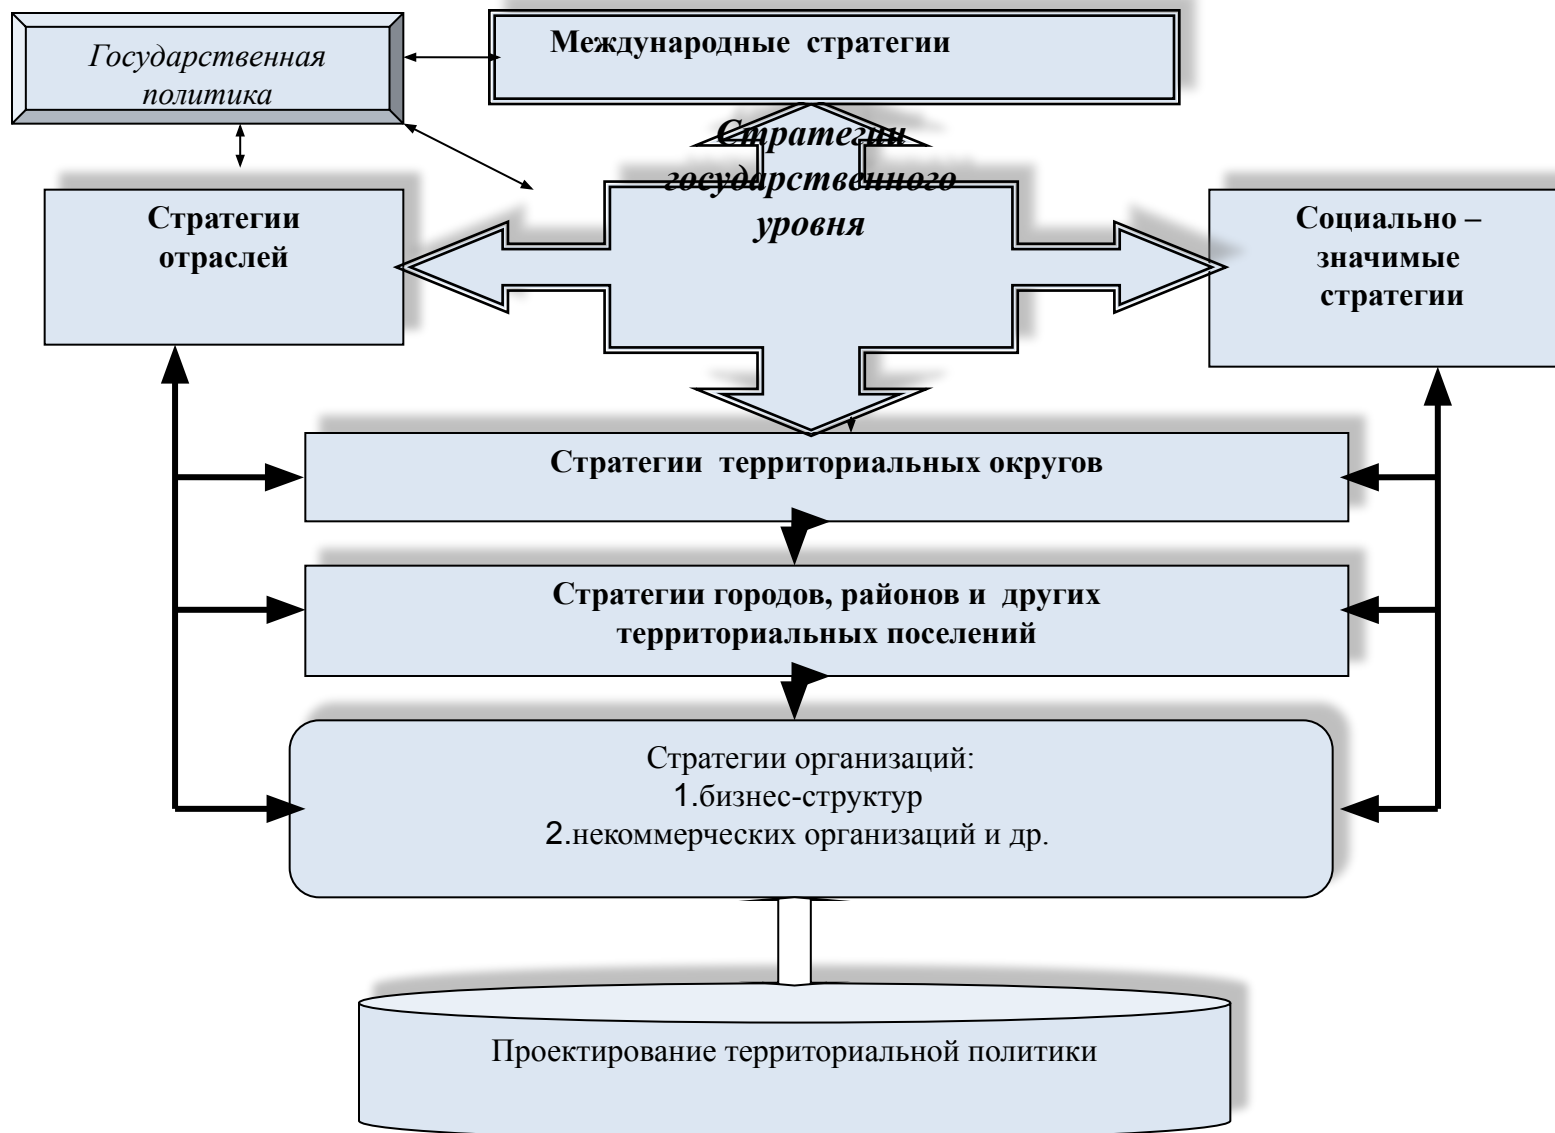 Государственная
политика
Международные стратегии
Стратегии
государственного
уровня
Стратегии
отраслей
Социально –
значимые
стратегии
Стратегии территориальных округов
Стратегии городов, районов и других
территориальных поселений
Стратегии организаций:
1.бизнес-структур
2.некоммерческих организаций и др.
Проектирование территориальной политики